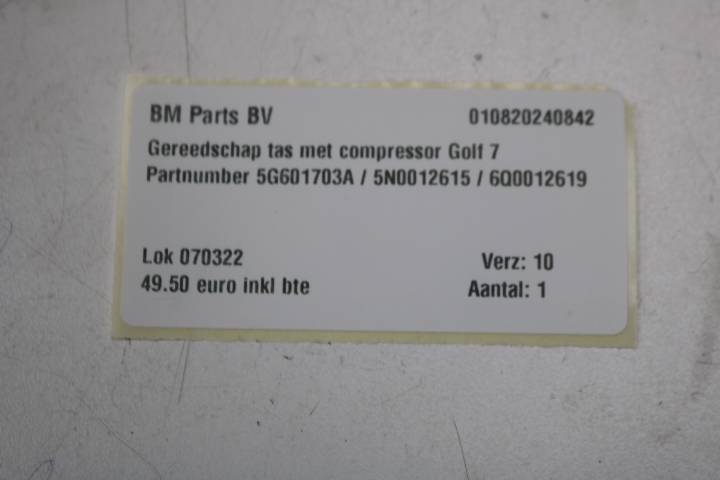 BM Parts BV 010820240842
Gereedschap tas met compressor Golf 7
Partnumber 5G601703A / 5N0012615 / 6Q0012619
Lok 070322 Verz: 10
49.50 euro inkl bte Aantal: 1